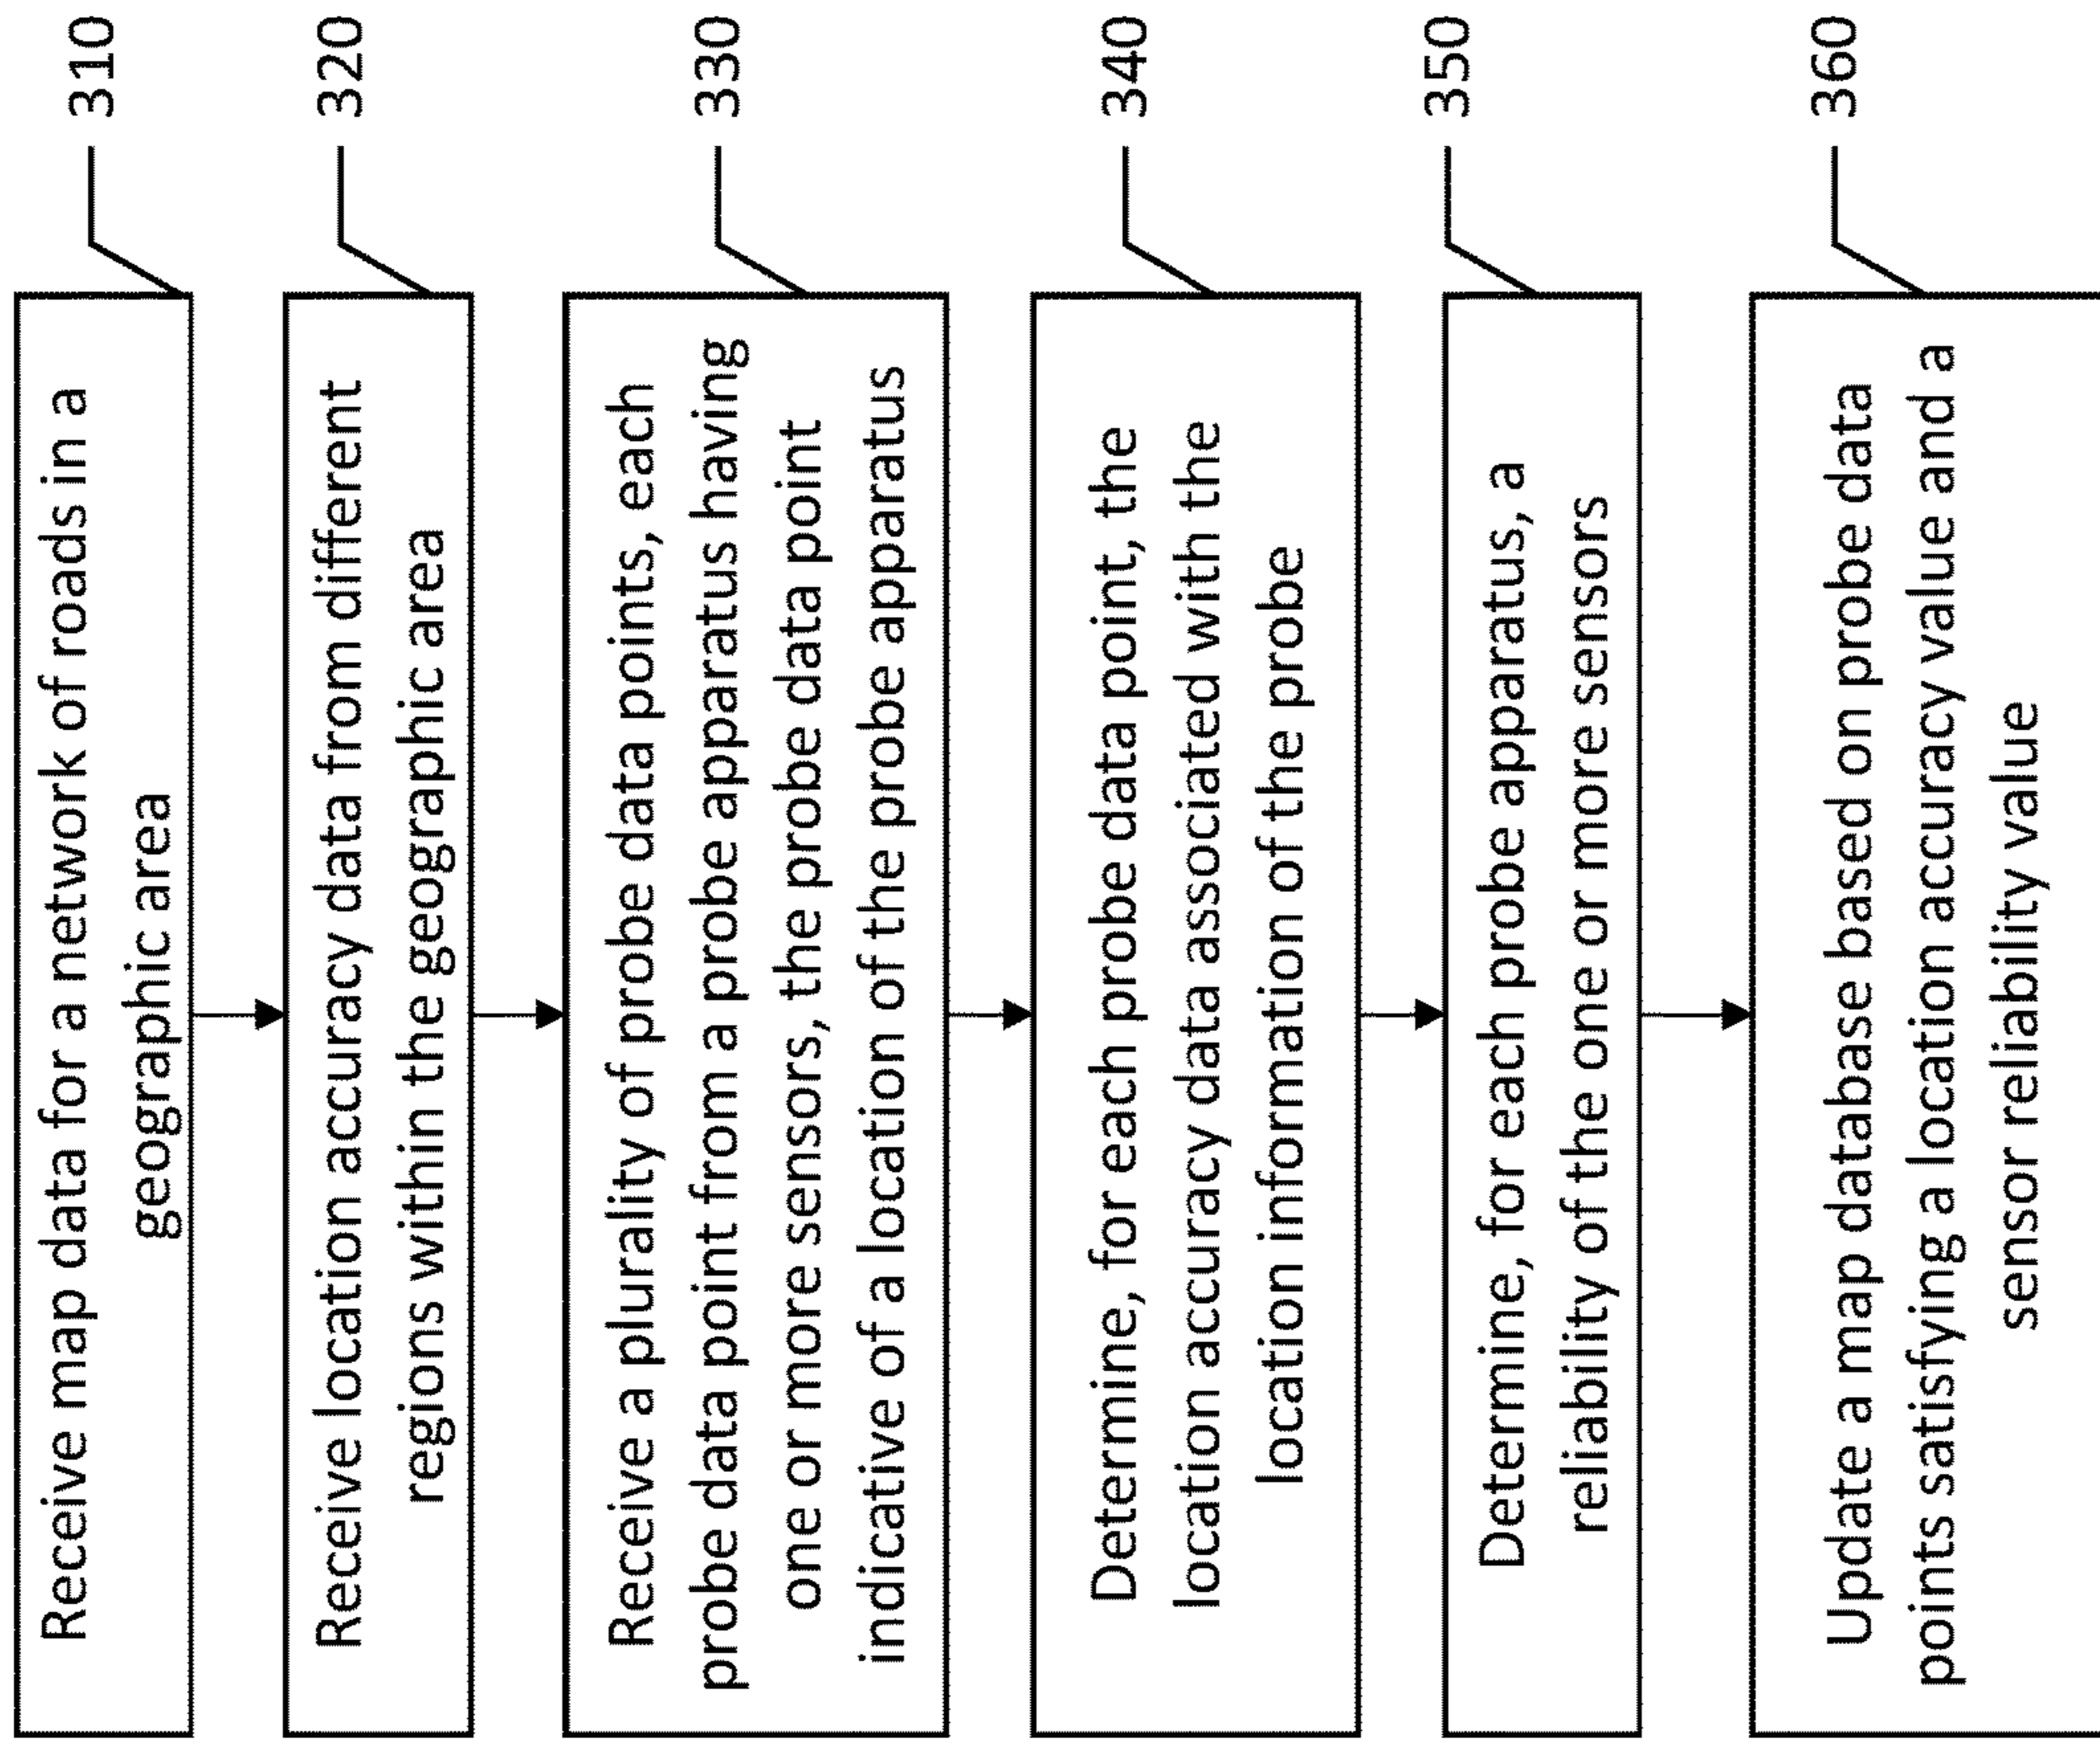 Receive map data for a network of roads in a
geographic area
310
Receive location accuracy data from different
regions within the geographic area
320
Receive a plurality of probe data points, each
probe data point from a probe apparatus having
one or more sensors, the probe data point
indicative of a location of the probe apparatus
330
Determine, for each probe data point, the
location accuracy data associated with the
location information of the probe
340
Determine, for each probe apparatus, a
reliability of the one or more sensors
350
Update a map database based on probe data
points satisfying a location accuracy value and a
sensor reliability value
360